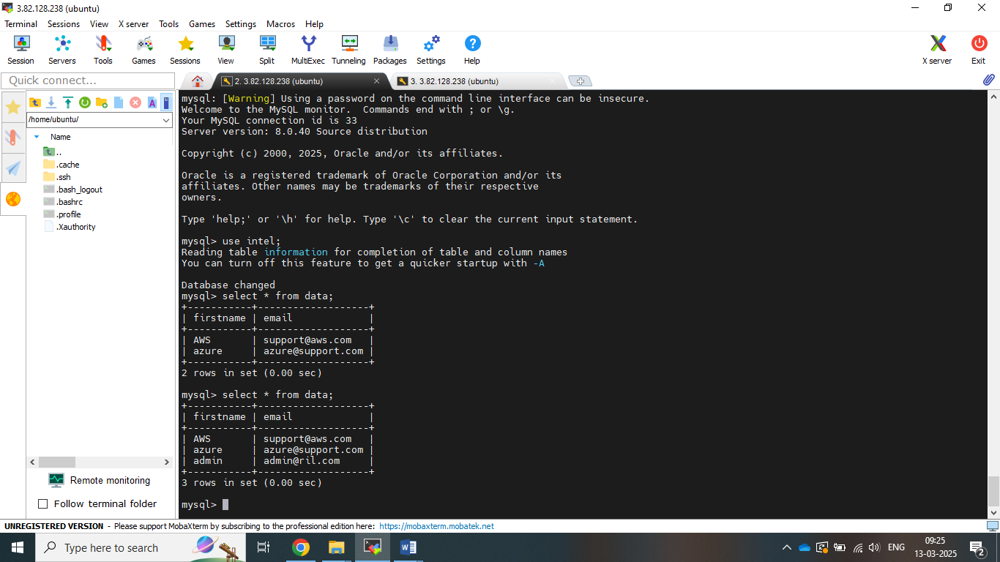 3.82.128.238 (ubuntu)
Terminal Sessions View X server Tools Games Settings Macros Help
Session Servers Tools Games Sessions View Split MultiExec Tunneling Packages Settings Help X server Exit
Quick connect...
2. 3.82.128.238 (ubuntu)
3. 3.82.128.238 (ubuntu)
/home/ubuntu/
Name
..
.cache
.ssh
.bash_logout
.bashrc
.profile
.Xauthority
Remote monitoring
Follow terminal folder
mysql: [Warning] Using a password on the command line interface can be insecure.
Welcome to the MySQL monitor.  Commands end with ; or \g.
Your MySQL connection id is 33
Server version: 8.0.40 Source distribution
Copyright (c) 2000, 2025, Oracle and/or its affiliates.
Oracle is a registered trademark of Oracle Corporation and/or its
affiliates. Other names may be trademarks of their respective
owners.
Type 'help;' or '\h' for help. Type '\c' to clear the current input statement.
mysql> use intel;
Reading table information for completion of table and column names
You can turn off this feature to get a quicker startup with -A
Database changed
mysql> select * from data;
+-----------+-------------------+
| firstname | email             |
+-----------+-------------------+
| AWS       | support@aws.com   |
| azure     | azure@support.com |
+-----------+-------------------+
2 rows in set (0.00 sec)
mysql> select * from data;
+-----------+-------------------+
| firstname | email             |
+-----------+-------------------+
| AWS       | support@aws.com   |
| azure     | azure@support.com |
| admin     | admin@ril.com     |
+-----------+-------------------+
3 rows in set (0.00 sec)
mysql>
UNREGISTERED VERSION - Please support MobaXterm by subscribing to the professional edition here: https://mobaxterm.mobatek.net
Type here to search
ENG
09:25
13-03-2025
2